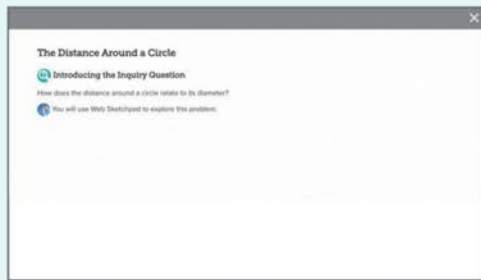 The Distance Around a Circle
Introducing the Inquiry Question
How does the distance around a circle relate to its diameter?
You will use Web Sketchpad to explore this problem.